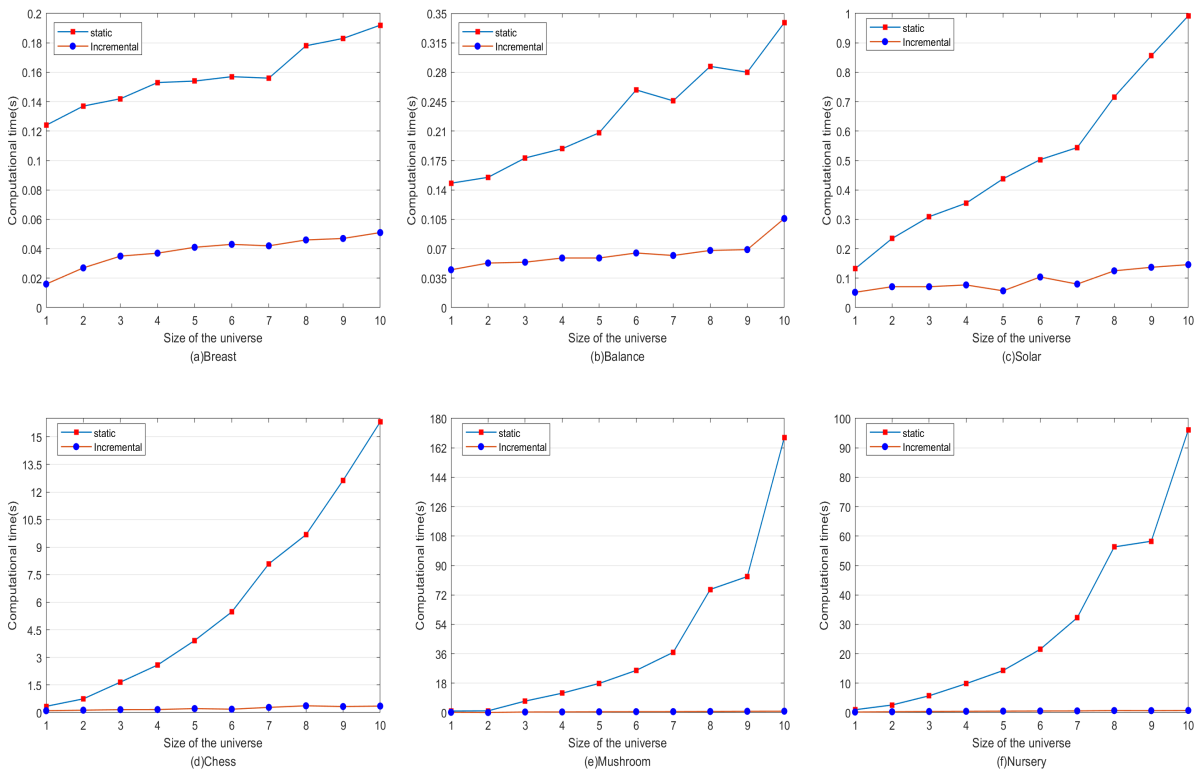 0.2
0.18
0.16
0.14
0.12
0.1
0.08
0.06
0.04
0.02
0
Computational time(s)
static
Incremental
1 2 3 4 5 6 7 8 9 10
Size of the universe
(a)Breast
0.35
0.315
0.28
0.245
0.21
0.175
0.14
0.105
0.07
0.035
0
Computational time(s)
static
Incremental
1 2 3 4 5 6 7 8 9 10
Size of the universe
(b)Balance
1
0.9
0.8
0.7
0.6
0.5
0.4
0.3
0.2
0.1
0
Computational time(s)
static
Incremental
1 2 3 4 5 6 7 8 9 10
Size of the universe
(c)Solar
15
13.5
12
10.5
9
7.5
6
4.5
3
1.5
0
Computational time(s)
static
Incremental
1 2 3 4 5 6 7 8 9 10
Size of the universe
(d)Chess
180
162
144
126
108
90
72
54
36
18
0
Computational time(s)
static
Incremental
1 2 3 4 5 6 7 8 9 10
Size of the universe
(e)Mushroom
100
90
80
70
60
50
40
30
20
10
0
Computational time(s)
static
Incremental
1 2 3 4 5 6 7 8 9 10
Size of the universe
(f)Nursery